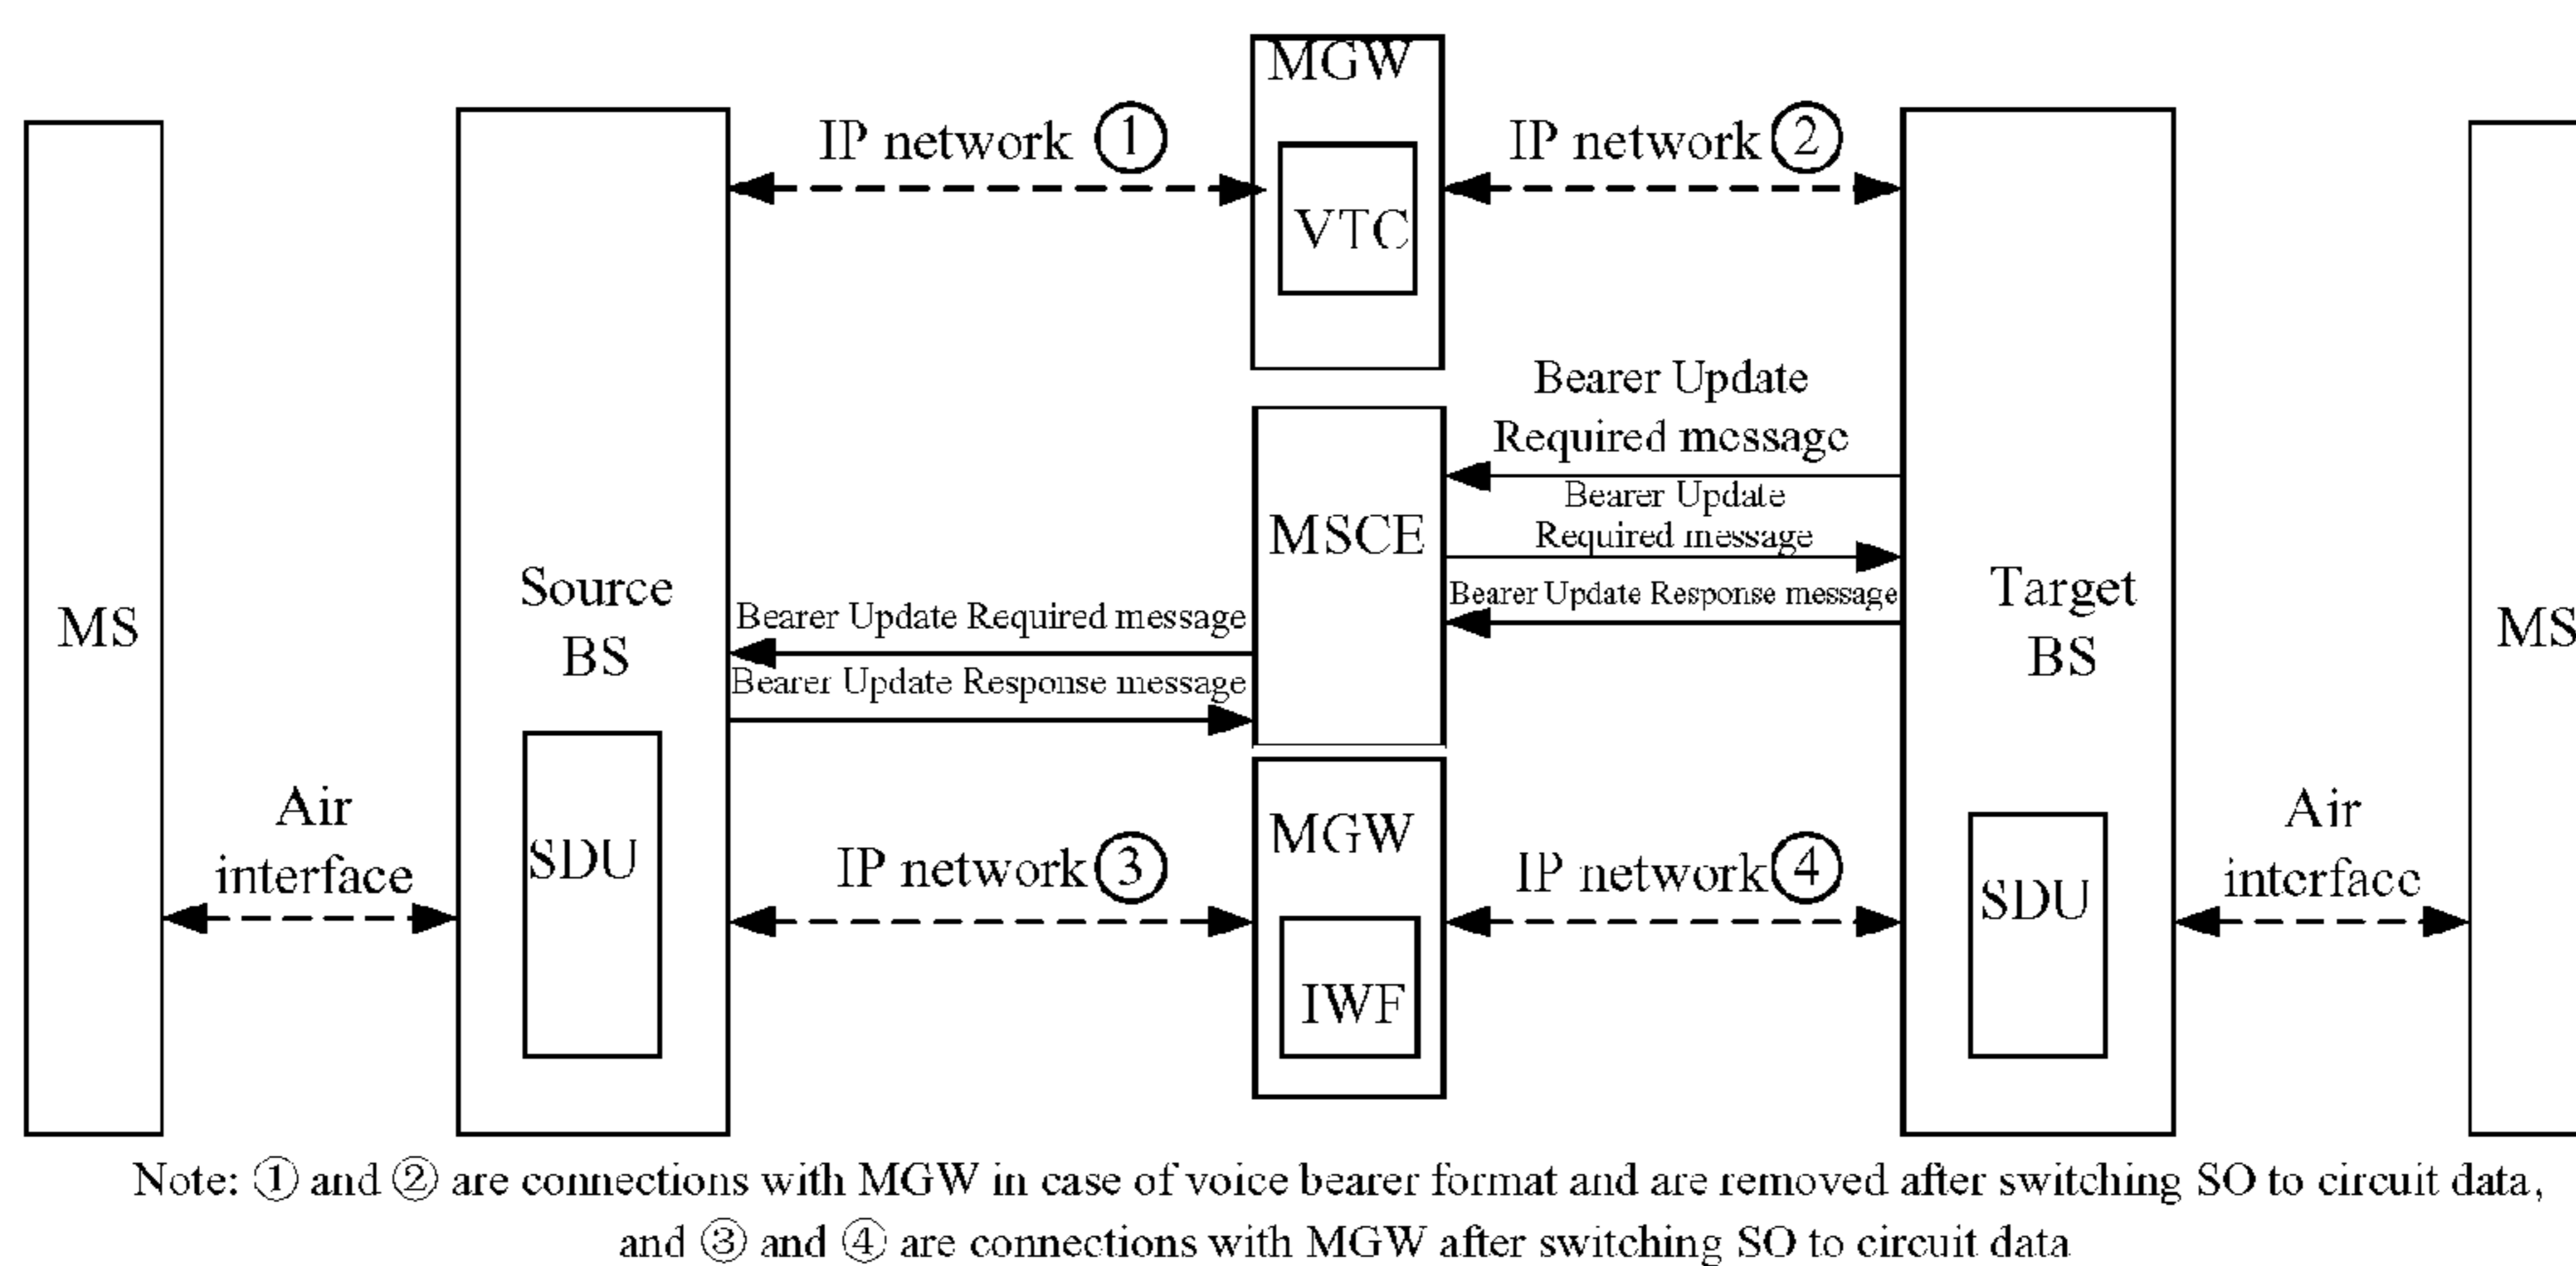 MGW
IP network ①
IP network ②
VTC
Bearer Update
Required message
Bearer Update
Required message
MSCE
Bearer Update Response message
Source
BS
Target
BS
MS
MS
Bearer Update Required message
Bearer Update Response message
Air
interface
SDU
IP network ③
MGW
IP network ④
SDU
Air
interface
IWF
Note: ① and ② are connections with MGW in case of voice bearer format and are removed after switching SO to circuit data,
and ③ and ④ are connections with MGW after switching SO to circuit data